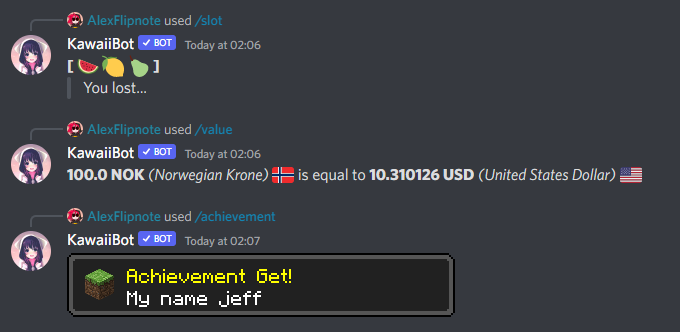 AlexFlipnote used /slot
KawaiiBot ✓ BOT Today at 02:06
[ 🍉 🍋 🍐 ]
You lost...
AlexFlipnote used /value
KawaiiBot ✓ BOT Today at 02:06
100.0 NOK (Norwegian Krone) 🇳🇴 is equal to 10.310126 USD (United States Dollar) 🇺🇸
AlexFlipnote used /achievement
KawaiiBot ✓ BOT Today at 02:07
Achievement Get!
My name jeff